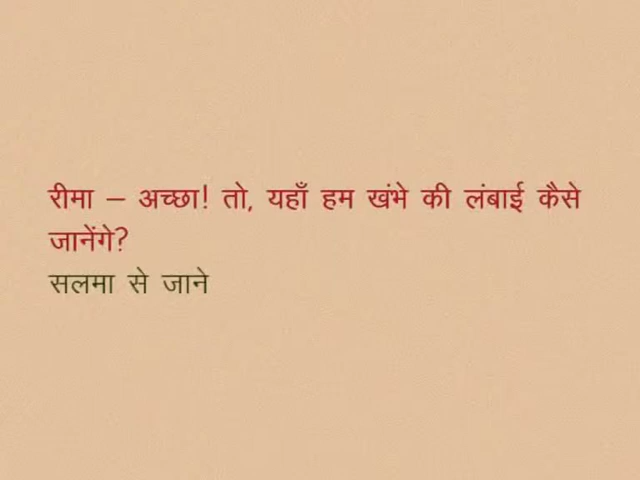 रीमा – अच्छा! तो, यहाँ हम खंभे की लंबाई कैसे
जानेंगे?
सलमा से जाने